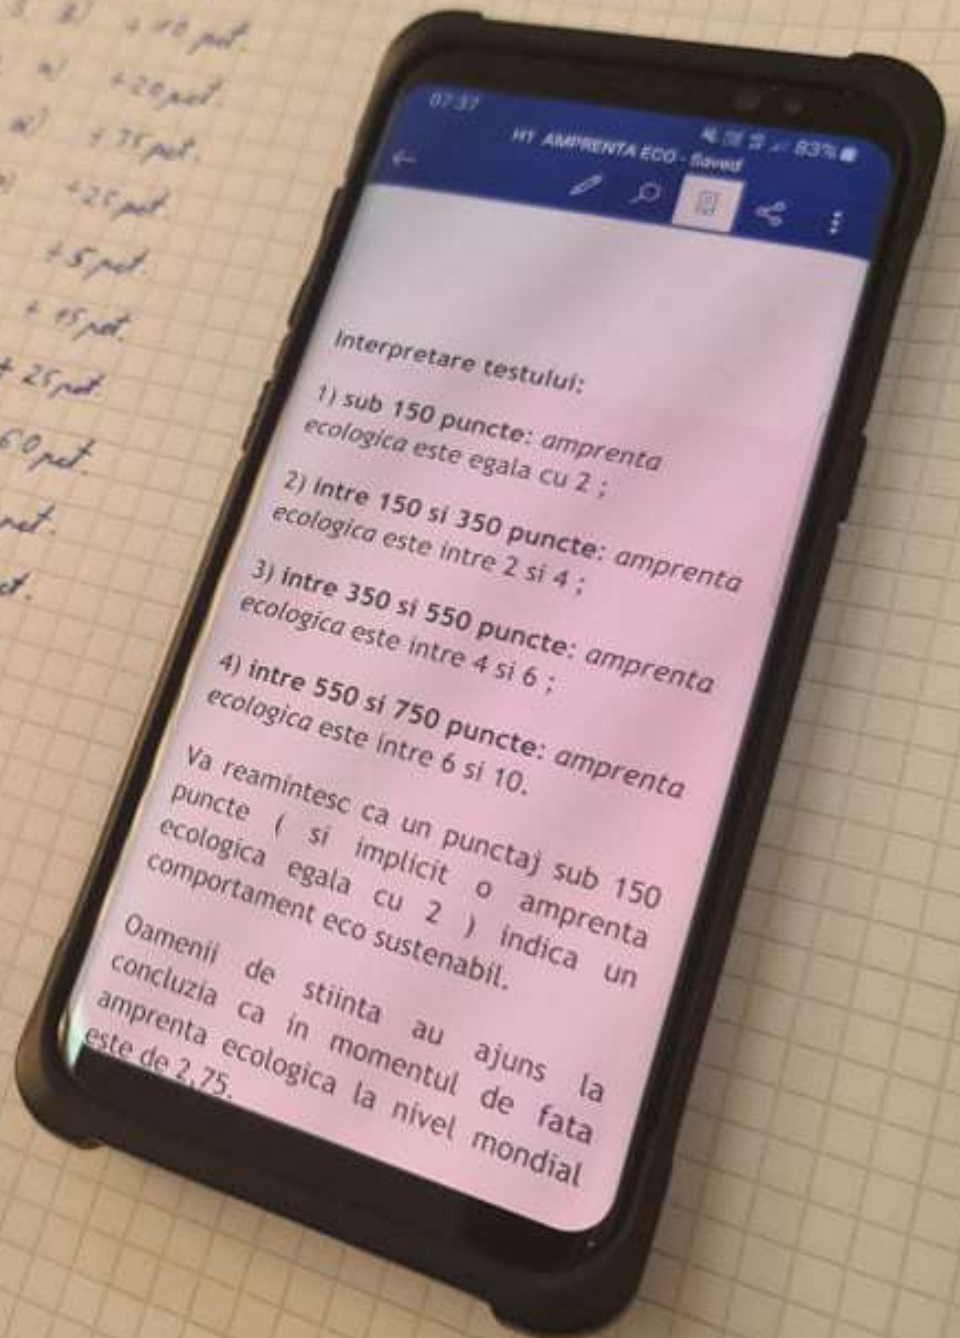 +10 pct.
a) +20 pct.
a) +35 pct.
+25 pct.
+5 pct.
+15 pct.
+25 pct.
60 pct.
pct.
07:37
83%
H1 AMPRENTA ECO - Saved
Interpretare testului:
1) sub 150 puncte: amprenta
ecologica este egala cu 2 ;
2) intre 150 si 350 puncte: amprenta
ecologica este intre 2 si 4 ;
3) intre 350 si 550 puncte: amprenta
ecologica este intre 4 si 6 ;
4) intre 550 si 750 puncte: amprenta
ecologica este intre 6 si 10.
Va reamintesc ca un punctaj sub 150
puncte ( si implicit o amprenta
ecologica egala cu 2 ) indica un
comportament eco sustenabil.
Oamenii de stiinta au ajuns la
concluzia ca in momentul de fata
amprenta ecologica la nivel mondial
este de 2,75.